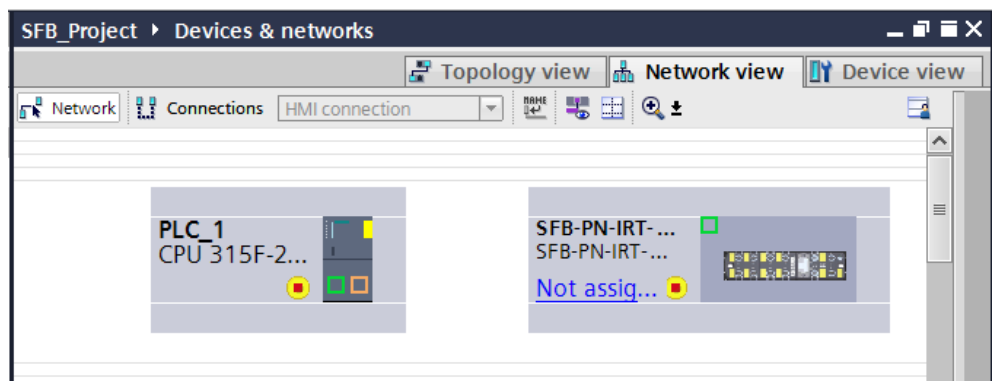 SFB_Project ▸ Devices & networks
Topology view Network view Device view
Network Connections HMI connection NAME
PLC_1
CPU 315F-2...
SFB-PN-IRT-...
SFB-PN-IRT-...
Not assig...